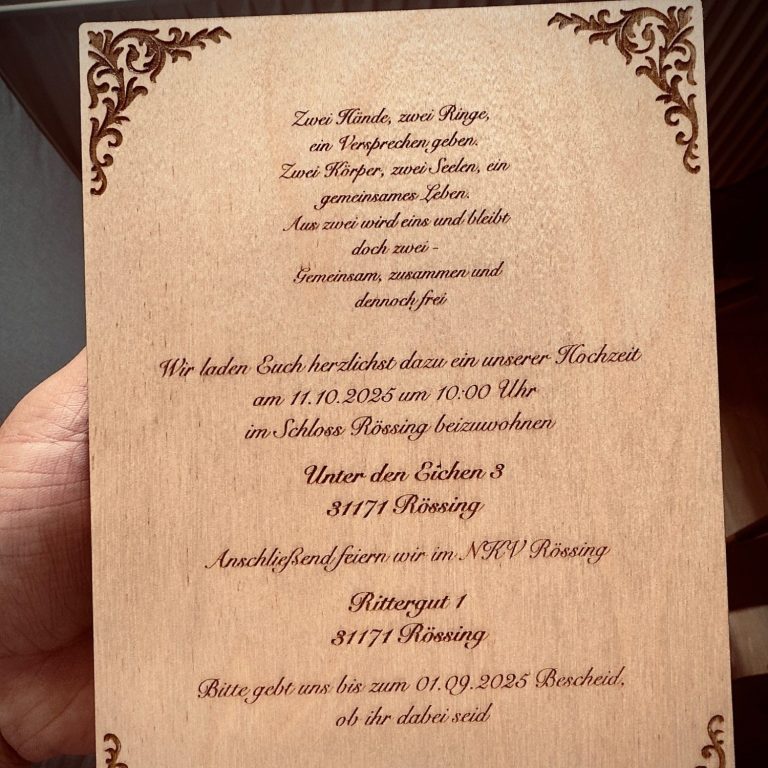 Zwei Hände, zwei Ringe,
ein Versprechen geben.
Zwei Körper, zwei Seelen, ein
gemeinsames Leben.
Aus zwei wird eins und bleibt
doch zwei -
Gemeinsam, zusammen und
dennoch frei
Wir laden Euch herzlichst dazu ein unserer Hochzeit
am 11.10.2025 um 10:00 Uhr
im Schloss Rössing beizuwohnen
Unter den Eichen 3
31171 Rössing
Anschließend feiern wir im NKV Rössing
Rittergut 1
31171 Rössing
Bitte gebt uns bis zum 01.09.2025 Bescheid,
ob ihr dabei seid